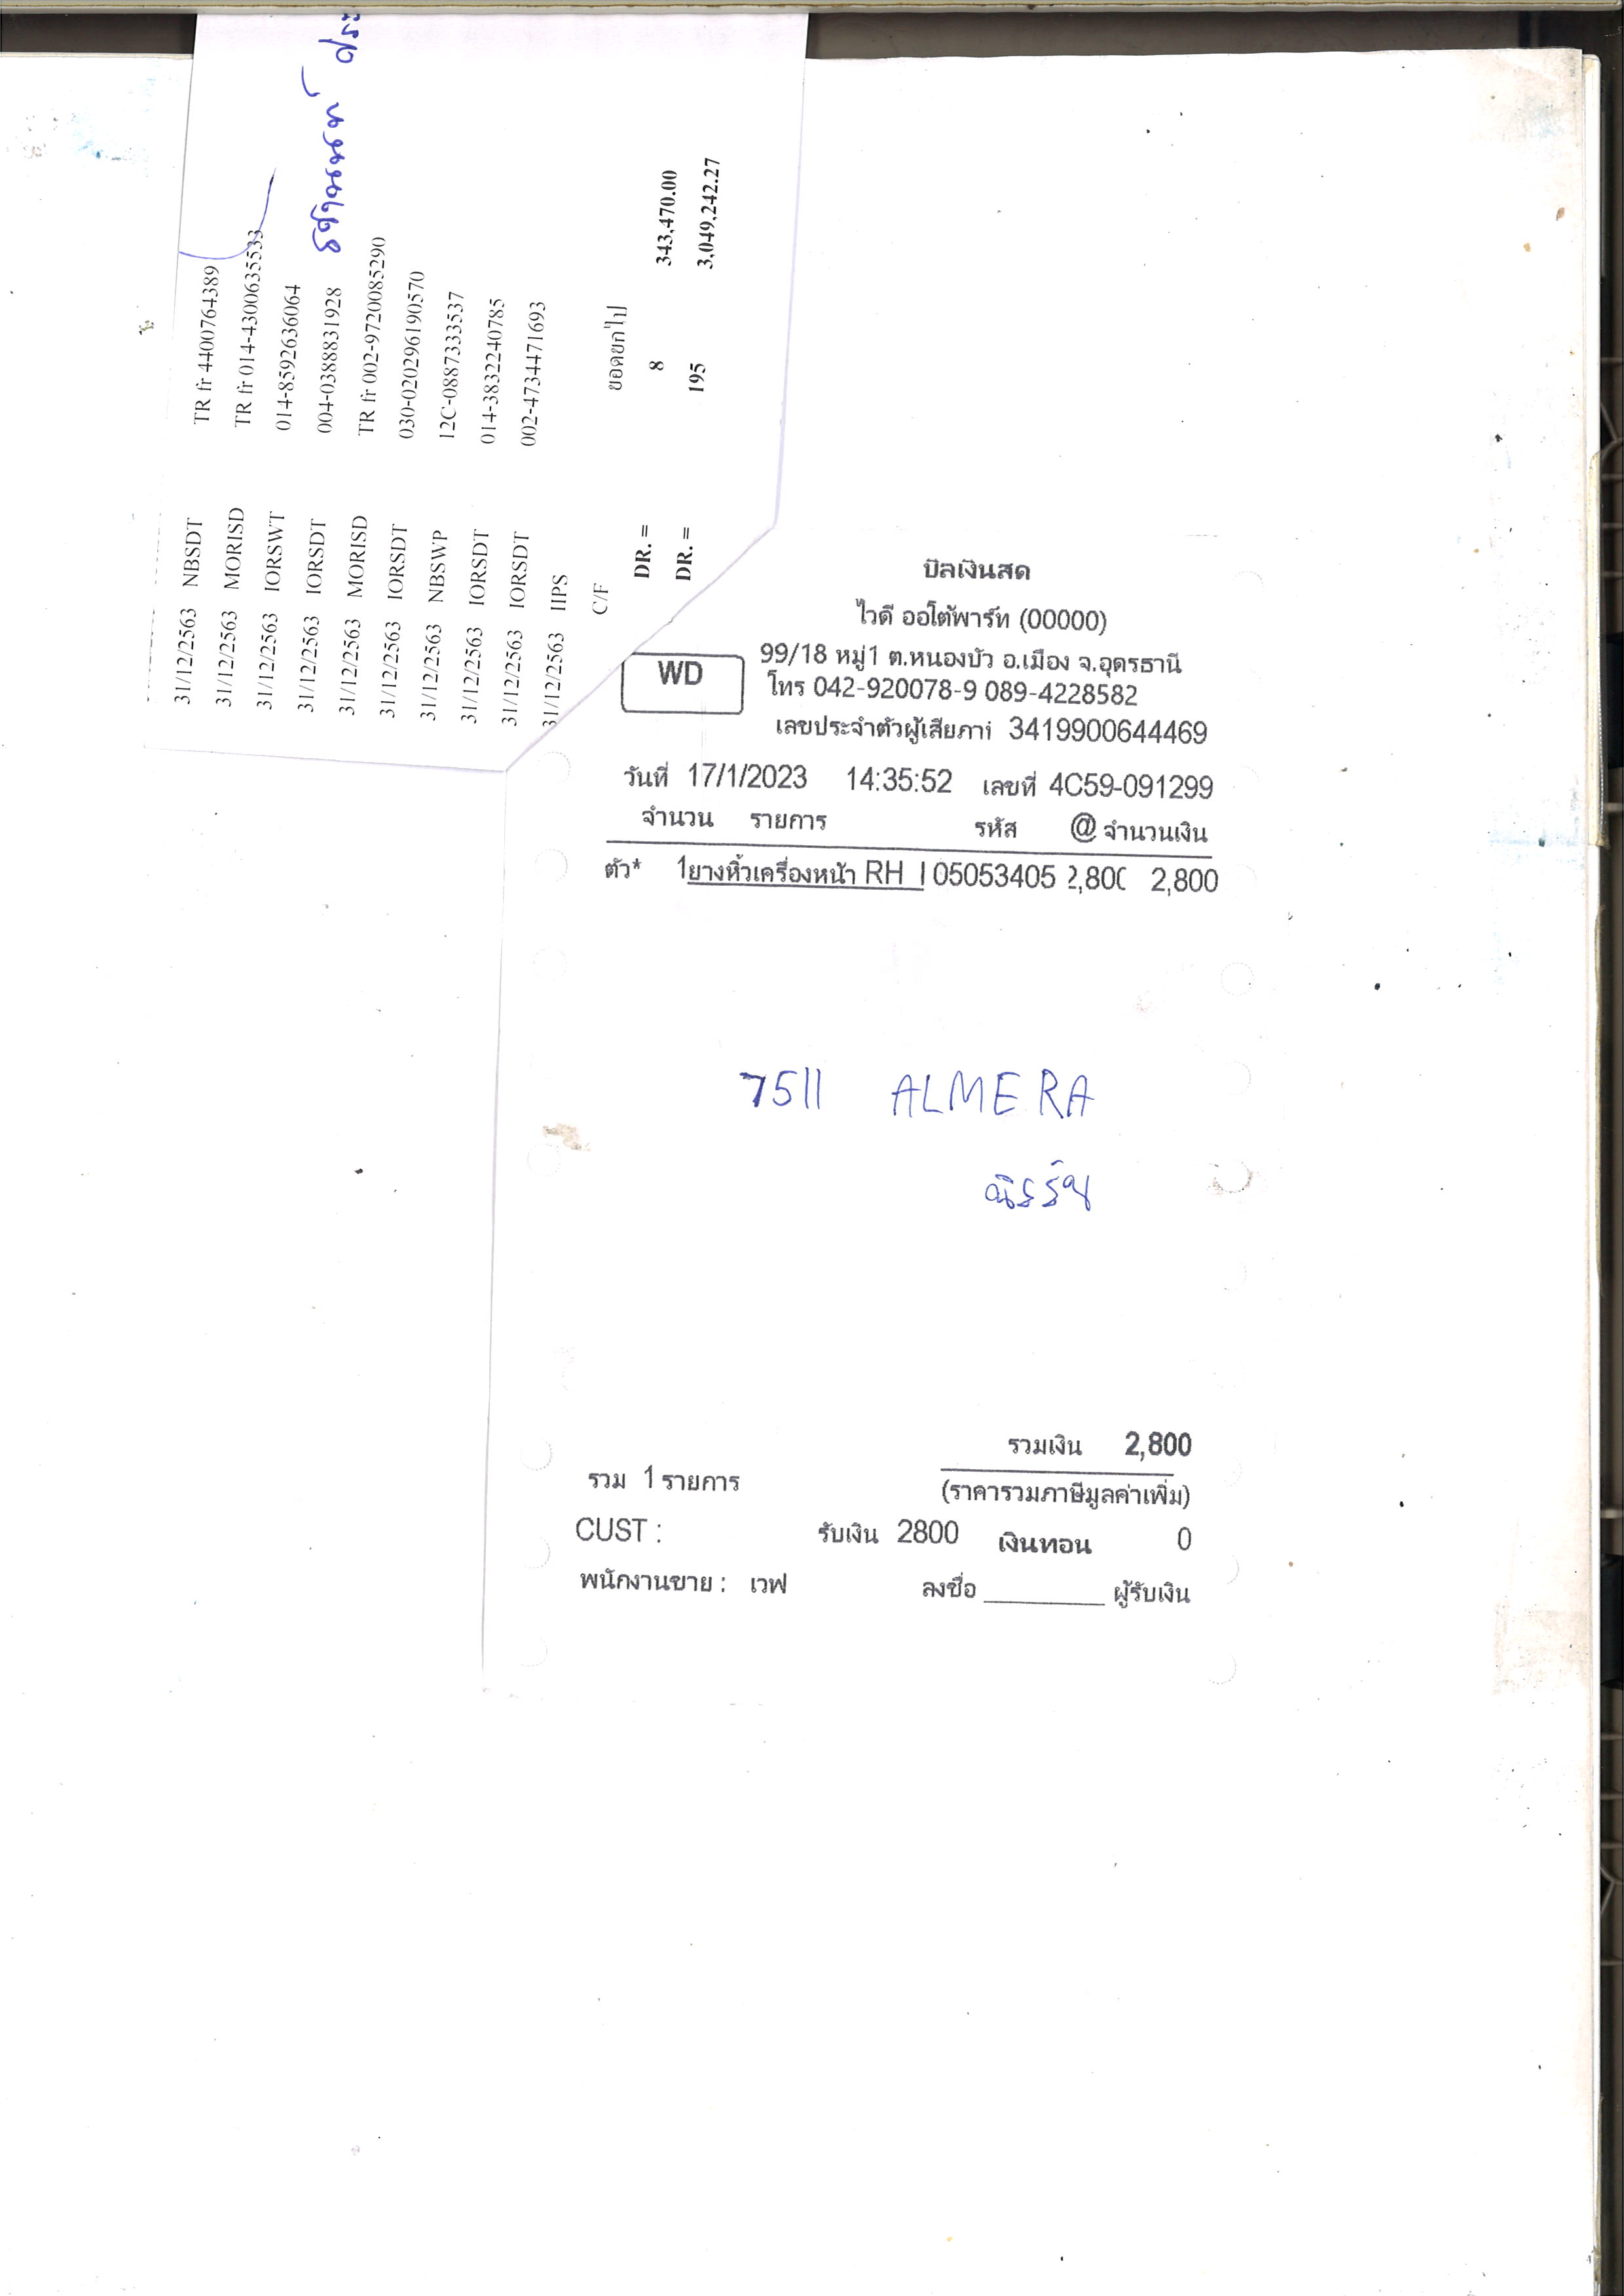 31/12/2563 NBSDT TR fr 4400764389
31/12/2563 MORISD TR fr 014-4300635533
31/12/2563 IORSWT 014-8592636064
31/12/2563 IORSDT 004-0388831928
31/12/2563 MORISD TR fr 002-9720085290
31/12/2563 IORSDT 030-020296190570
31/12/2563 NBSWP 12C-0887333537
31/12/2563 IORSDT 014-3832240785
31/12/2563 IORSDT 002-4734471693
31/12/2563 IIPS
C/F ยอดยกไป
DR. = 8 343,470.00
DR. = 195 3,049,242.27
บิลเงินสด
ไวดี ออโต้พาร์ท (00000)
WD
99/18 หมู่1 ต.หนองบัว อ.เมือง จ.อุดรธานี
โทร 042-920078-9 089-4228582
เลขประจำตัวผู้เสียภาษี 3419900644469
วันที่ 17/1/2023 14:35:52 เลขที่ 4C59-091299
จำนวน รายการ รหัส @ จำนวนเงิน
ตัว* 1 ยางหิ้วเครื่องหน้า RH 05053405 2,800 2,800
7511 ALMERA
รวมเงิน 2,800
รวม 1 รายการ (ราคารวมภาษีมูลค่าเพิ่ม)
CUST : รับเงิน 2800 เงินทอน 0
พนักงานขาย : เวฟ ลงชื่อ ________ ผู้รับเงิน